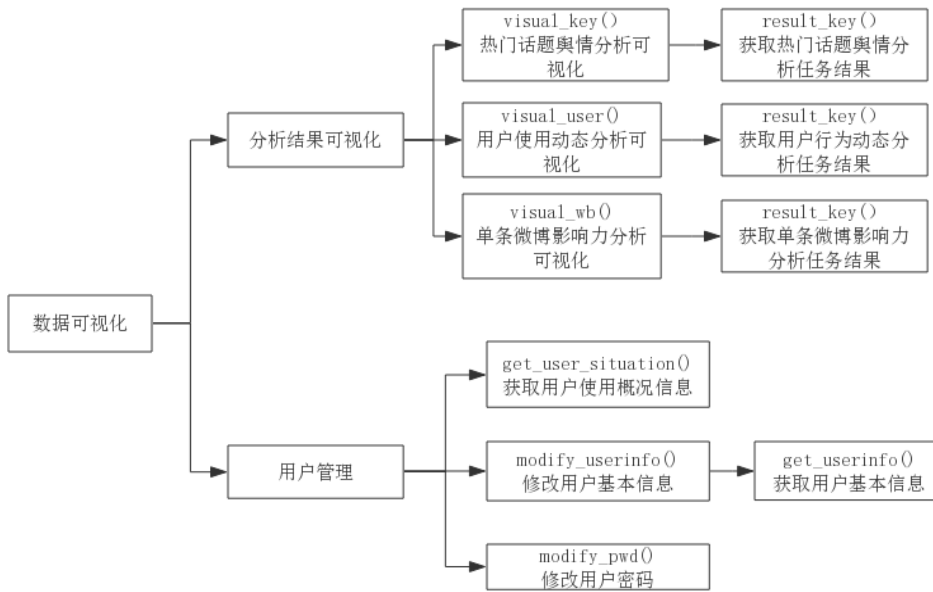 visual_key()
热门话题舆情分析可
视化
result_key()
获取热门话题舆情分
析任务结果
分析结果可视化
visual_user()
用户使用动态分析可
视化
result_key()
获取用户行为动态分
析任务结果
visual_wb()
单条微博影响力分析
可视化
result_key()
获取单条微博影响力
分析任务结果
数据可视化
get_user_situation()
获取用户使用概况信息
用户管理
modify_userinfo()
修改用户基本信息
get_userinfo()
获取用户基本信息
modify_pwd()
修改用户密码